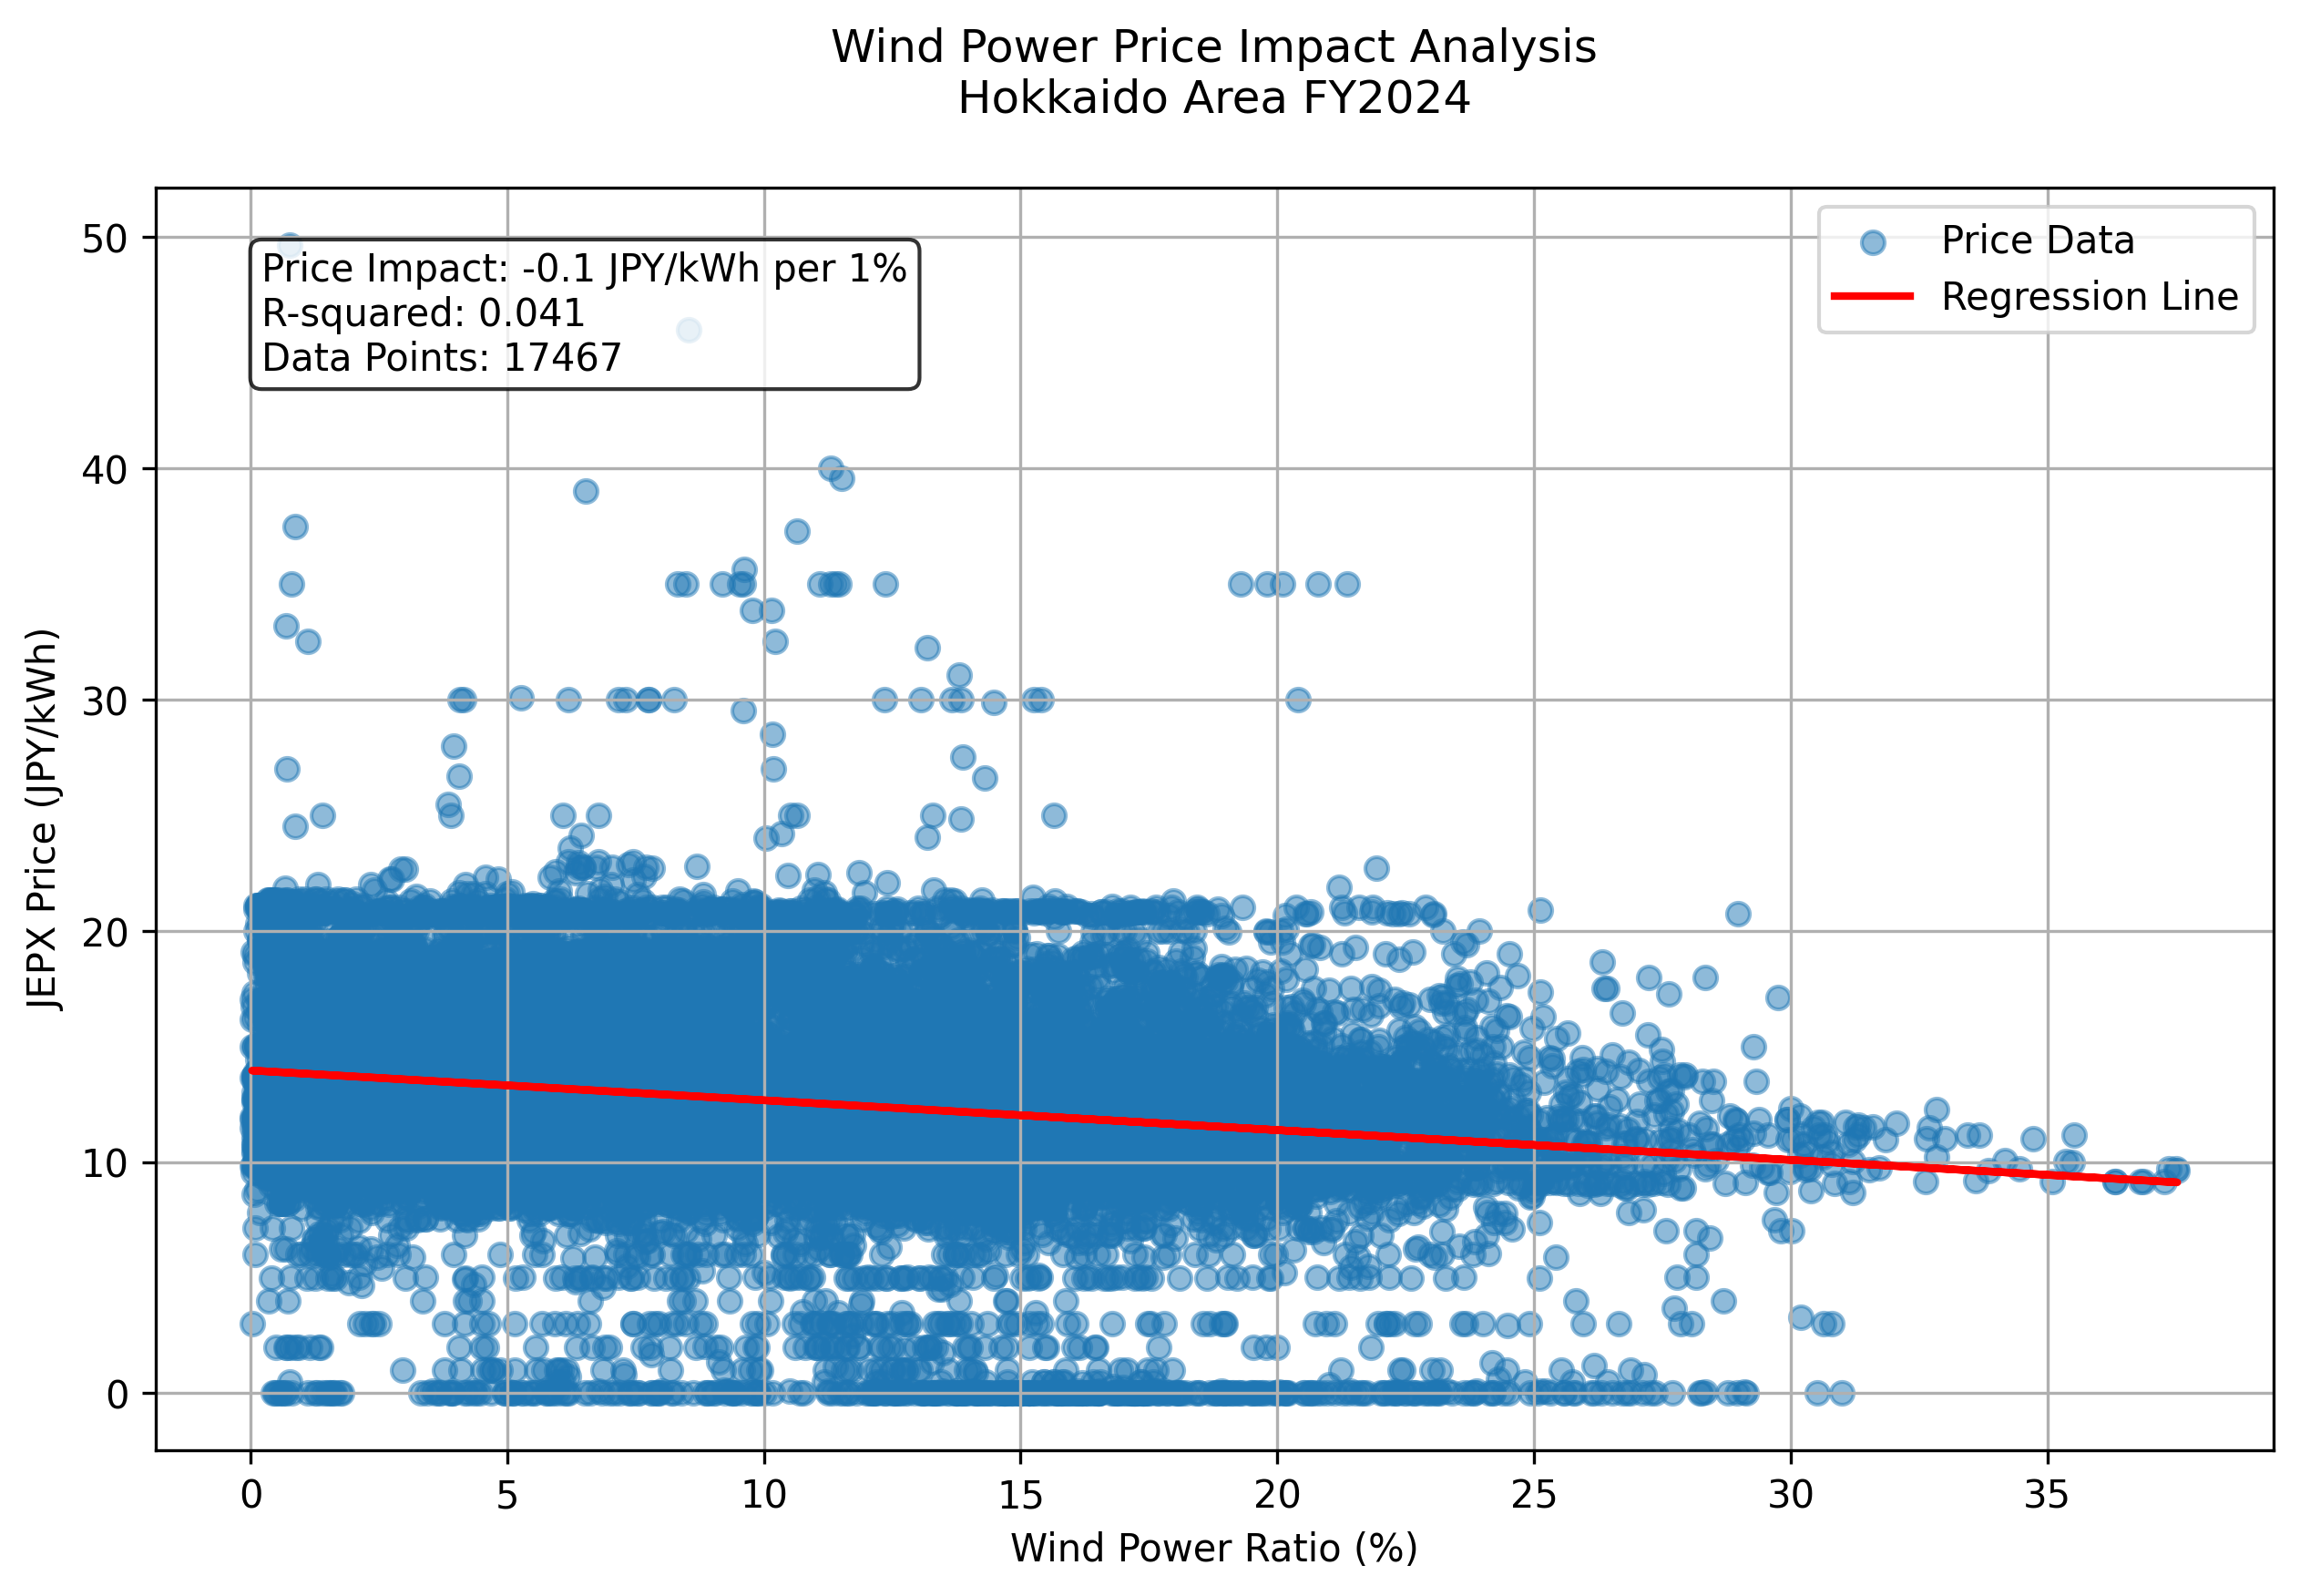 Wind Power Price Impact Analysis
Hokkaido Area FY2024
Price Impact: -0.1 JPY/kWh per 1%
R-squared: 0.041
Data Points: 17467
Price Data
Regression Line
50
40
30
20
10
0
JEPX Price (JPY/kWh)
0 5 10 15 20 25 30 35
Wind Power Ratio (%)